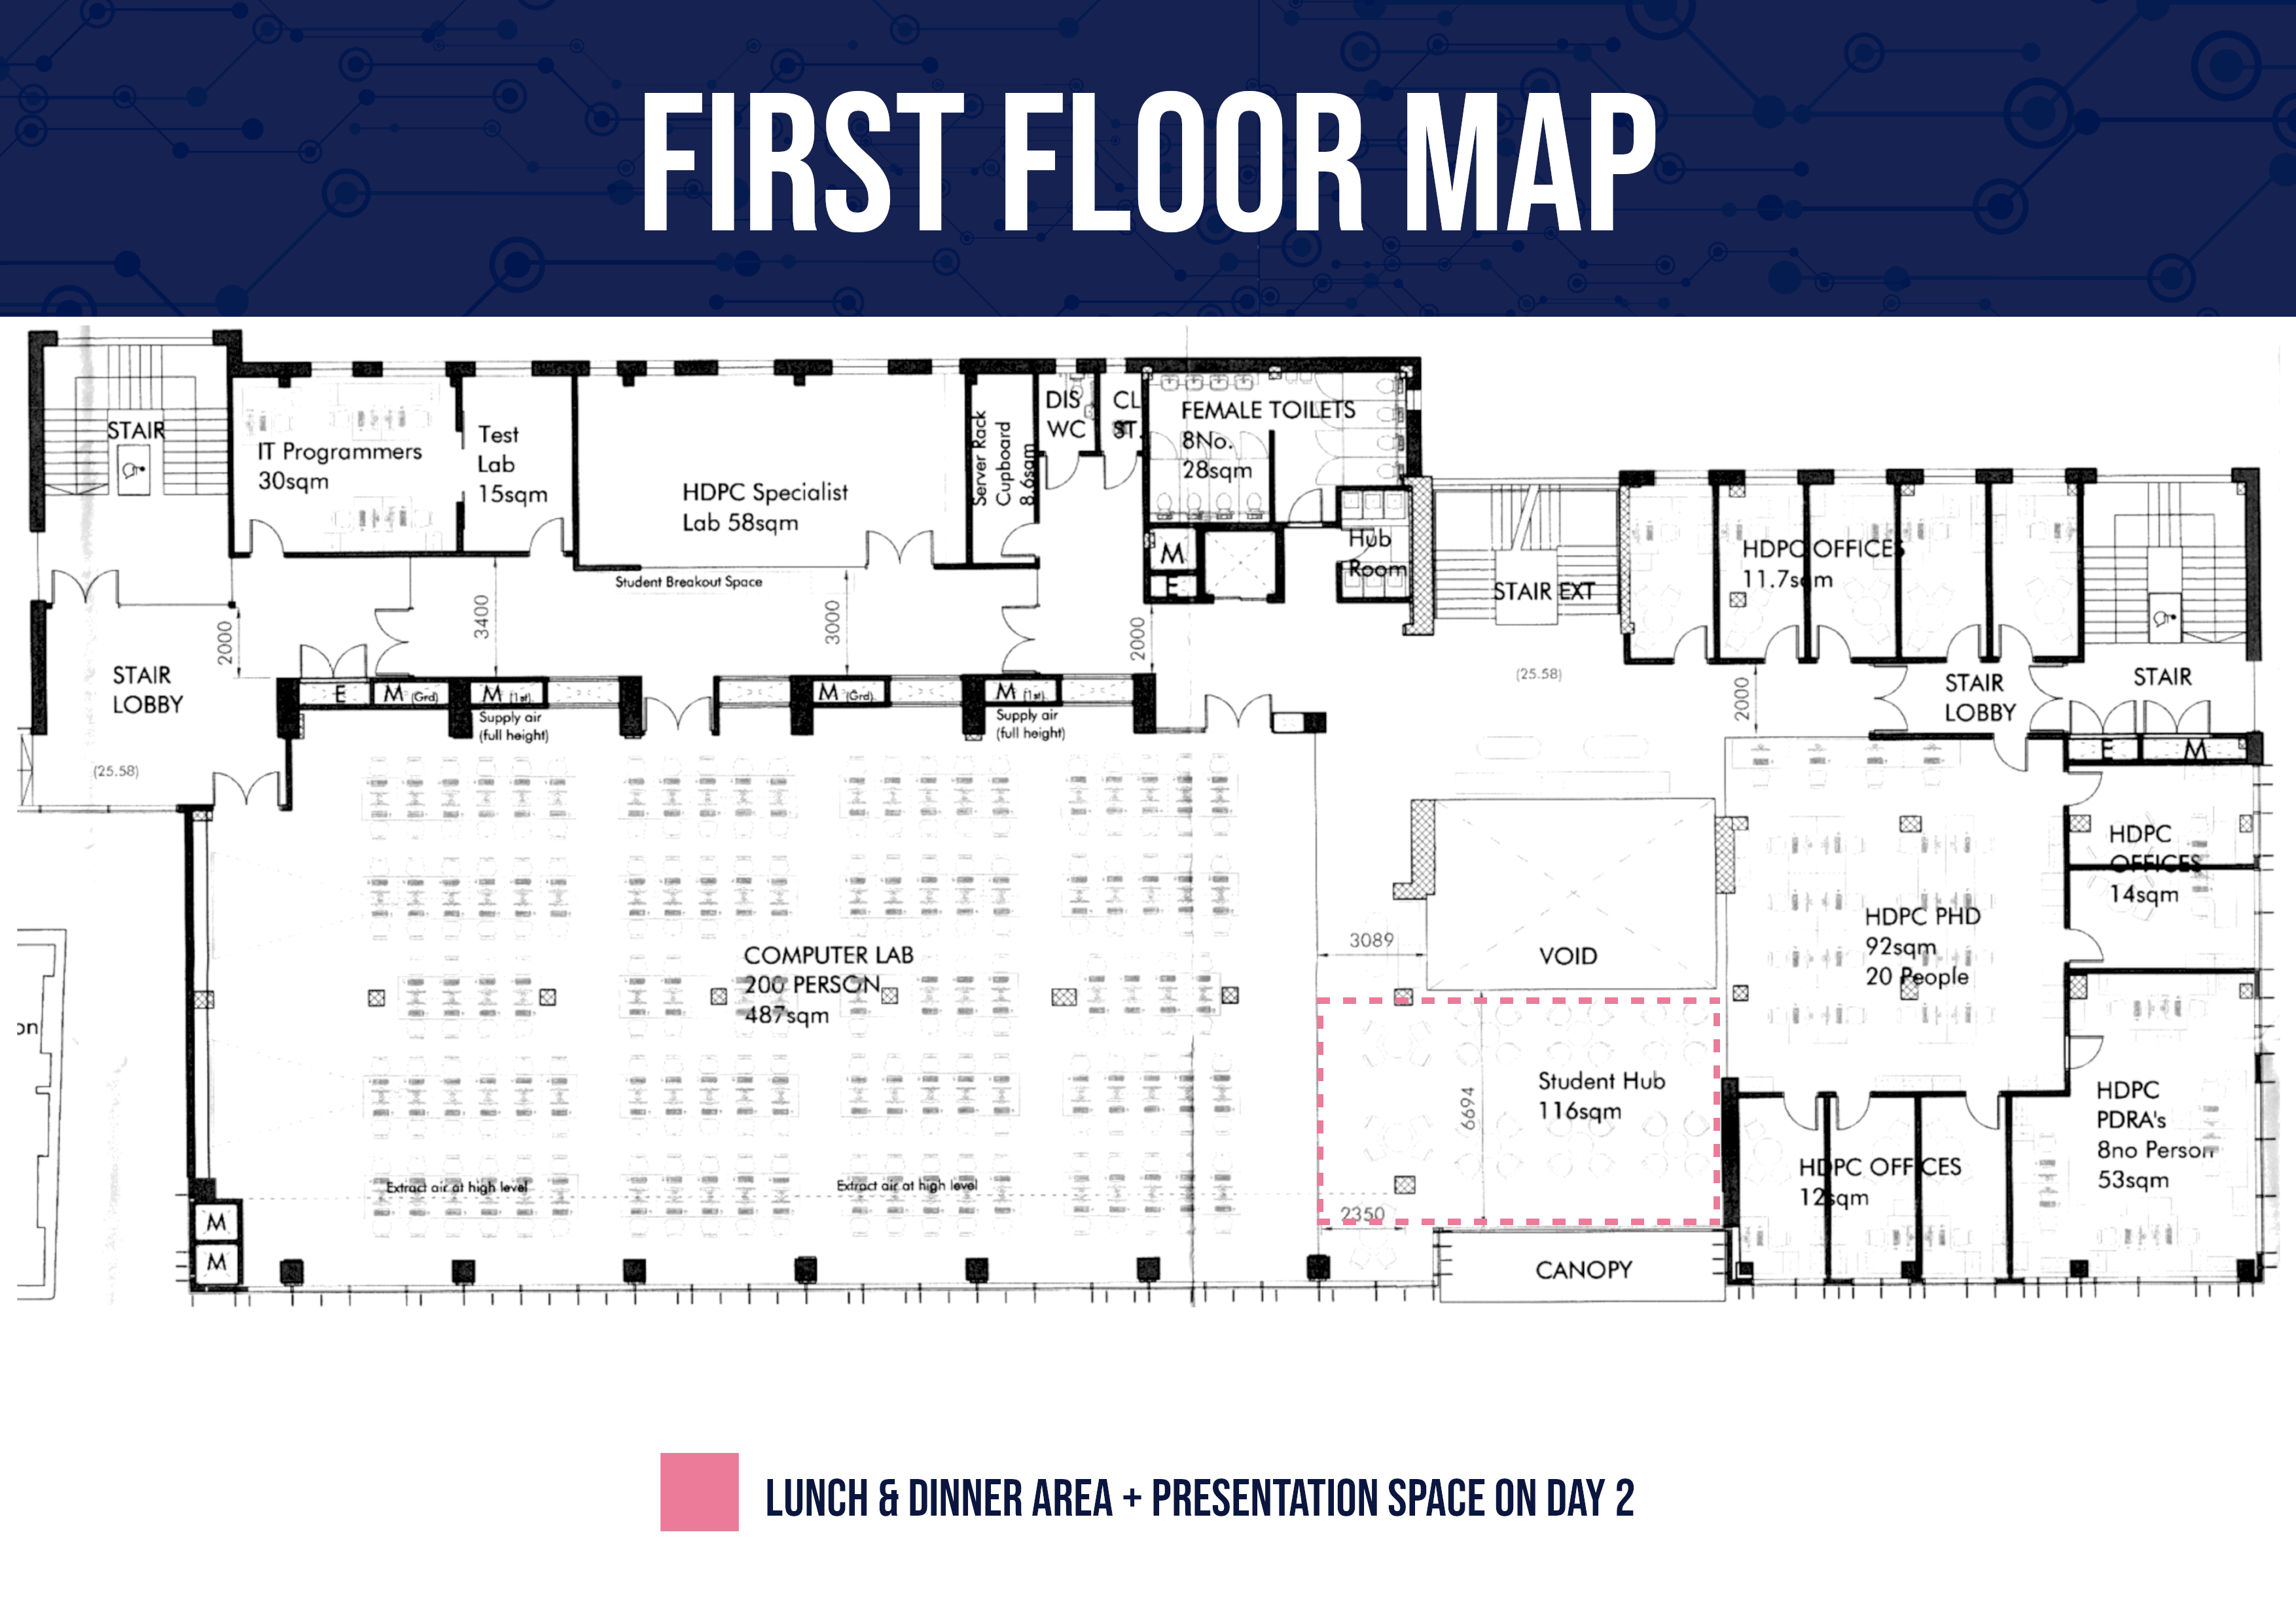 FIRST FLOOR MAP
STAIR
IT Programmers
30sqm
Test
Lab
15sqm
HDPC Specialist
Lab 58sqm
Server Rack
Cupboard
8.6sqm
DIS
WC
CL
ST.
FEMALE TOILETS
8No.
28sqm
M
E
Hub
Room
STAIR EXT
HDPC OFFICES
11.7sqm
Student Breakout Space
2000
3400
3000
2000
(25.58)
2000
STAIR
LOBBY
STAIR
LOBBY
STAIR
E
M (Grd)
M (1st)
M (Grd)
M (1st)
Supply air
(full height)
Supply air
(full height)
E
M
(25.58)
HDPC
OFFICES
14sqm
COMPUTER LAB
200 PERSON
487sqm
3089
VOID
HDPC PHD
92sqm
20 People
on
Student Hub
116sqm
6694
HDPC
PDRA's
8no Person
53sqm
HDPC OFFICES
12sqm
Extract air at high level
Extract air at high level
2350
M
M
CANOPY
LUNCH & DINNER AREA + PRESENTATION SPACE ON DAY 2